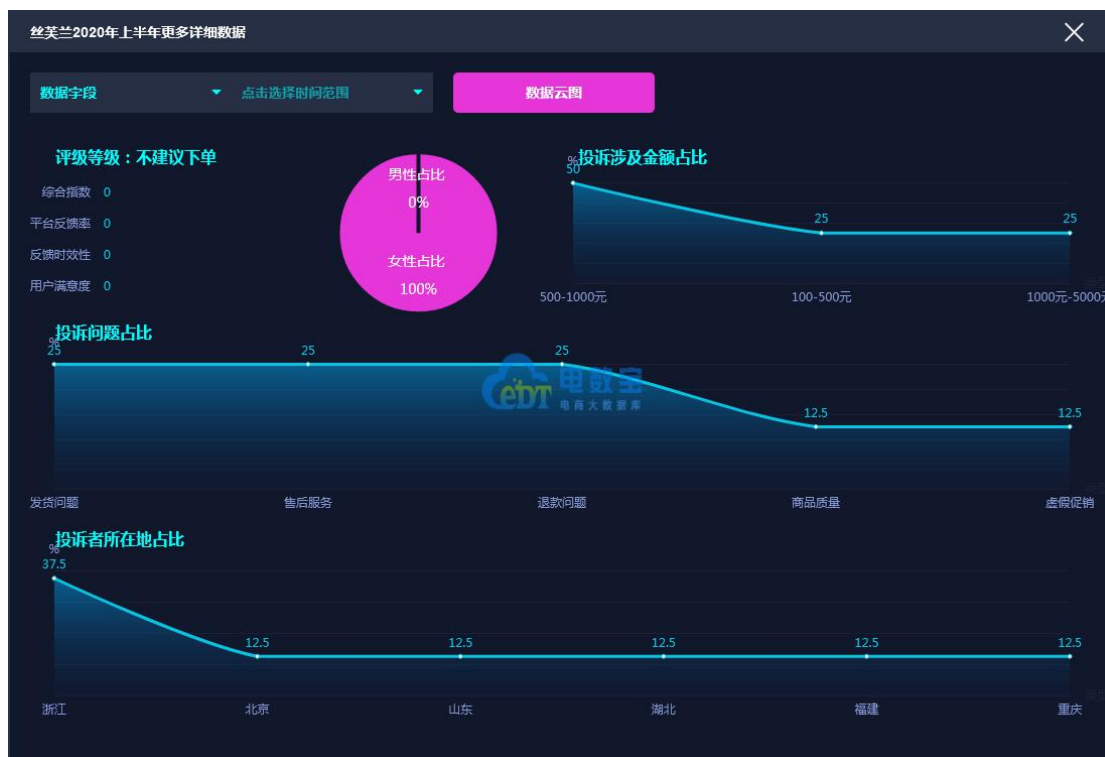 丝芙兰2020年上半年更多详细数据
数据字段
点击选择时间范围
数据云图
评级等级：不建议下单
综合指数 0
平台反馈率 0
反馈时效性 0
用户满意度 0
男性占比
0%
女性占比
100%
投诉涉及金额占比
%
50
25
25
500-1000元
100-500元
1000元-5000元
投诉问题占比
%
25
25
25
12.5
12.5
ebT 电数宝
电商大数据库
发货问题
售后服务
退款问题
商品质量
虚假促销
投诉者所在地占比
%
37.5
12.5
12.5
12.5
12.5
12.5
浙江
北京
山东
湖北
福建
重庆